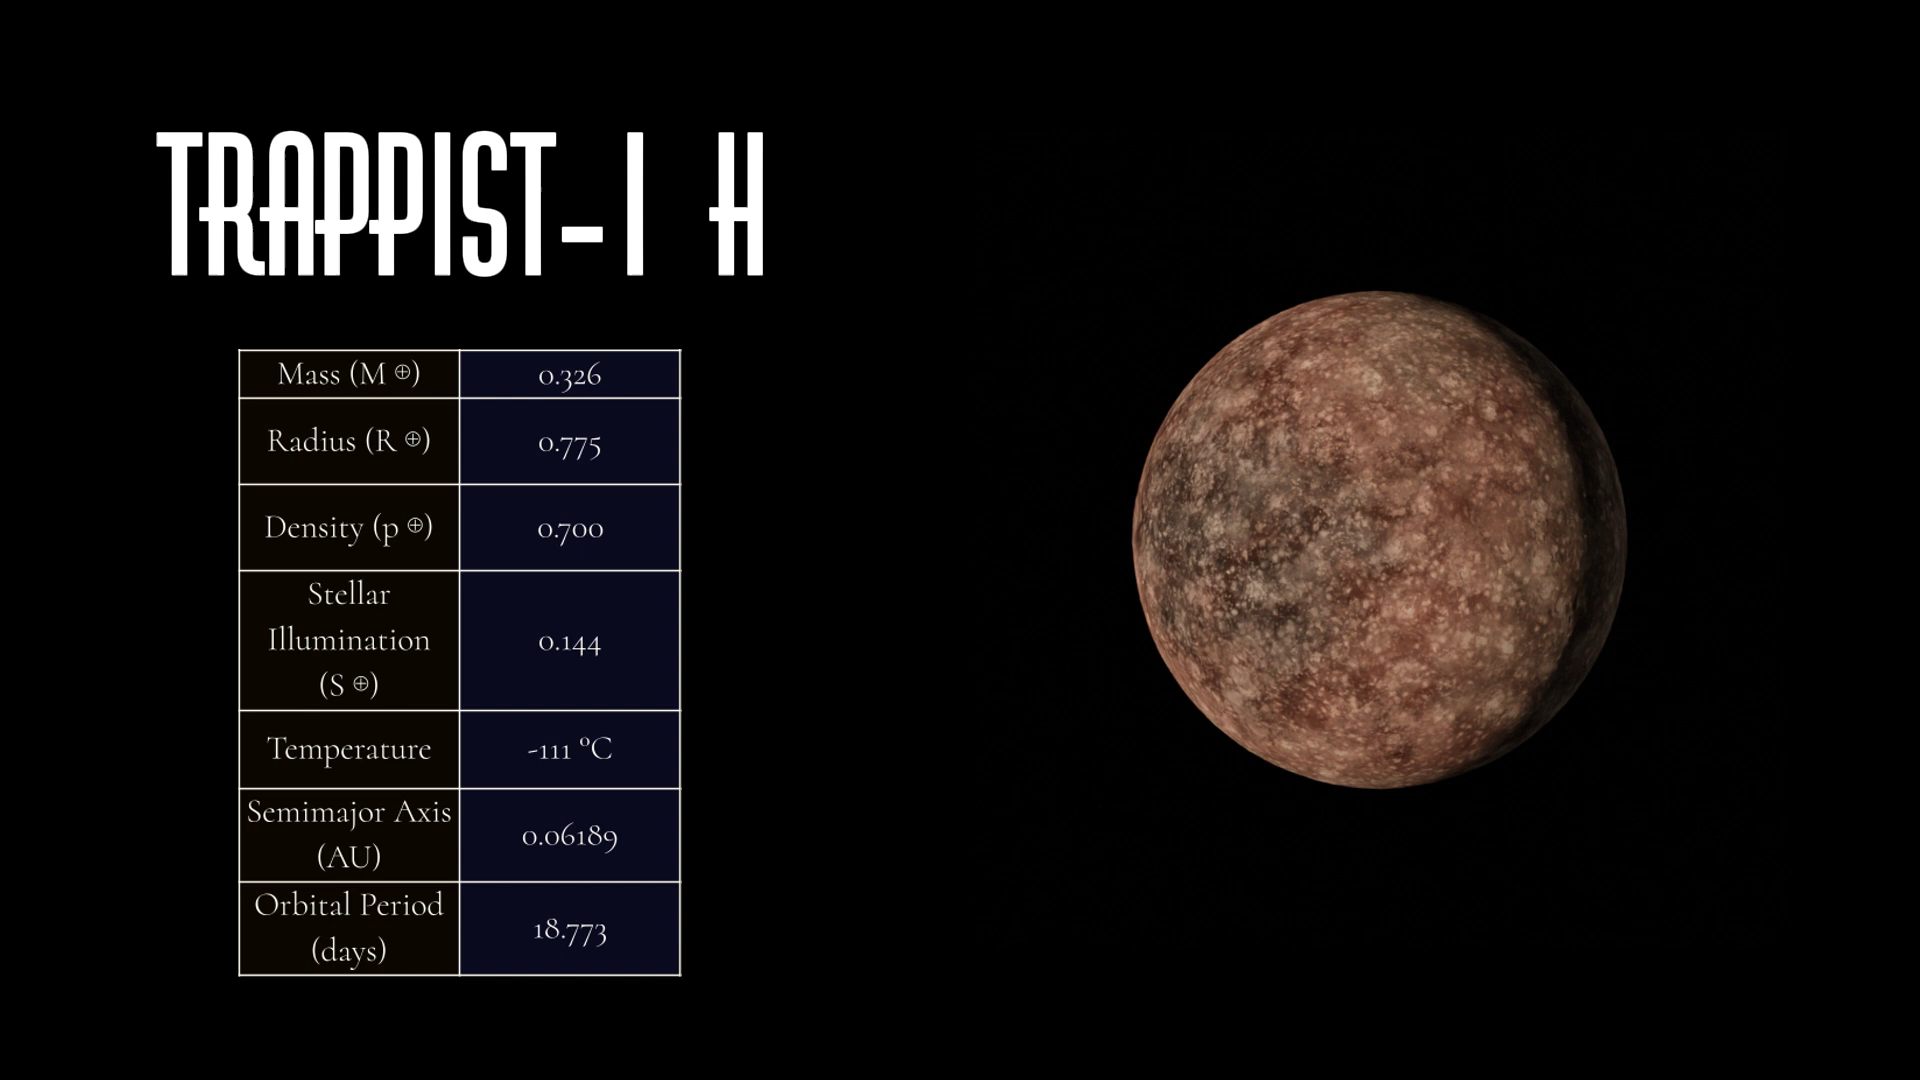 TRAPPIST-1 H
Mass (M ⊕)
0.326
Radius (R ⊕)
0.775
Density (p ⊕)
0.700
Stellar
Illumination
(S ⊕)
0.144
Temperature
-111 °C
Semimajor Axis
(AU)
0.06189
Orbital Period
(days)
18.773